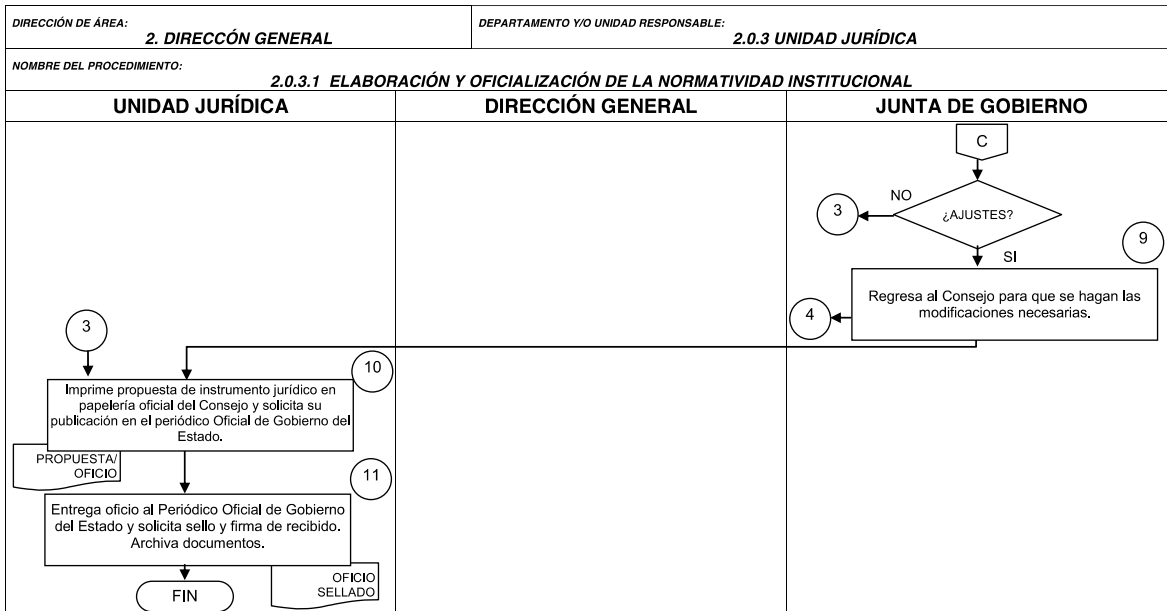 DIRECCIÓN DE ÁREA:
2. DIRECCÓN GENERAL
DEPARTAMENTO Y/O UNIDAD RESPONSABLE:
2.0.3 UNIDAD JURÍDICA
NOMBRE DEL PROCEDIMIENTO:
2.0.3.1 ELABORACIÓN Y OFICIALIZACIÓN DE LA NORMATIVIDAD INSTITUCIONAL
UNIDAD JURÍDICA
DIRECCIÓN GENERAL
JUNTA DE GOBIERNO
C
¿AJUSTES?
NO
3
SI
9
Regresa al Consejo para que se hagan las
modificaciones necesarias.
4
3
10
Imprime propuesta de instrumento jurídico en
papelería oficial del Consejo y solicita su
publicación en el periódico Oficial de Gobierno del
Estado.
PROPUESTA/
OFICIO
11
Entrega oficio al Periódico Oficial de Gobierno
del Estado y solicita sello y firma de recibido.
Archiva documentos.
OFICIO
SELLADO
FIN